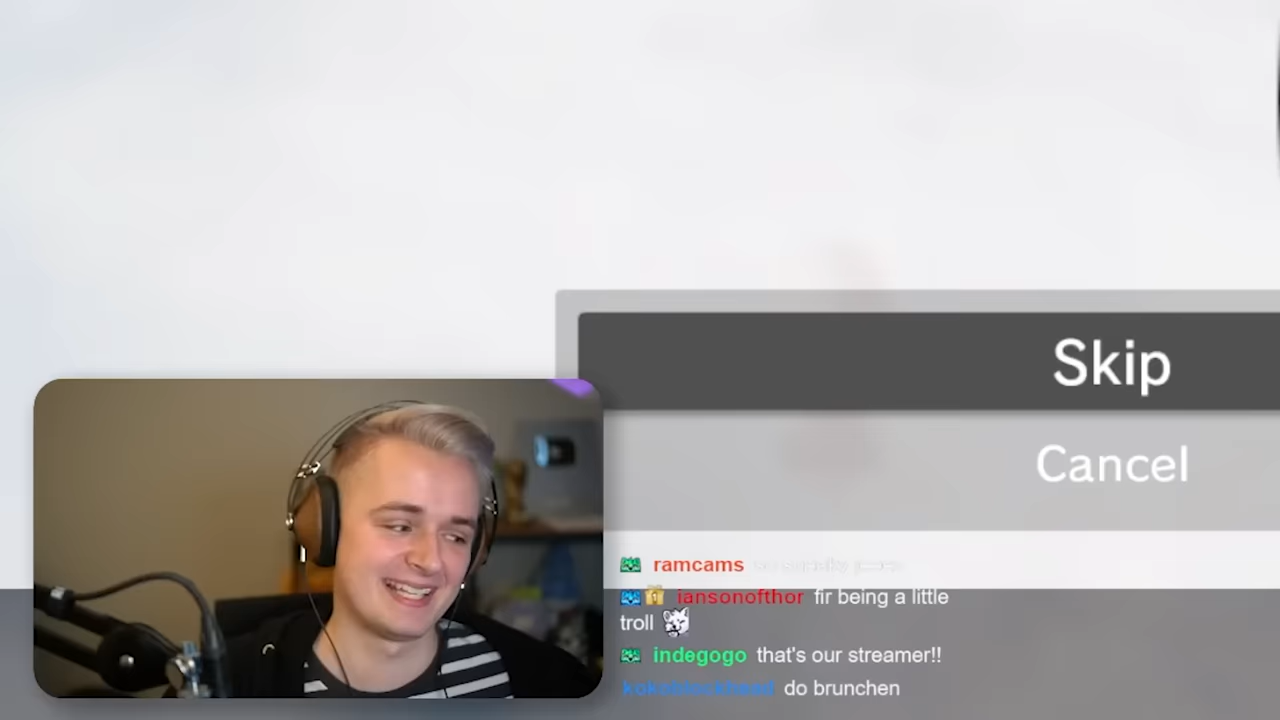 Skip
Cancel
ramcams
iansonofthor fir being a little
troll
indegogo that's our streamer!!
do brunchen